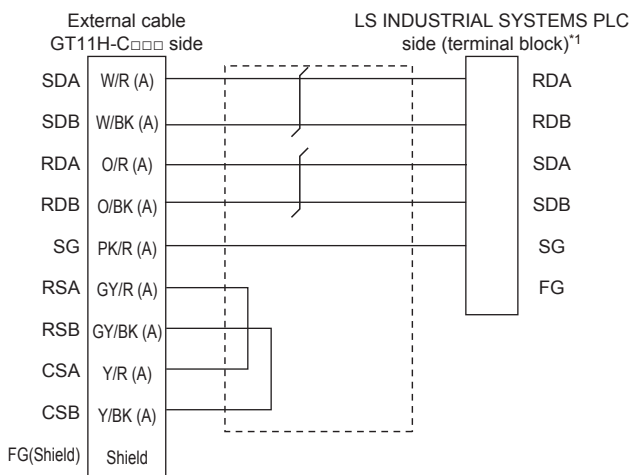 External cable
GT11H-C□□□ side
LS INDUSTRIAL SYSTEMS PLC
side (terminal block)*1
SDA W/R (A) RDA
SDB W/BK (A) RDB
RDA O/R (A) SDA
RDB O/BK (A) SDB
SG PK/R (A) SG
RSA GY/R (A) FG
RSB GY/BK (A)
CSA Y/R (A)
CSB Y/BK (A)
FG(Shield) Shield